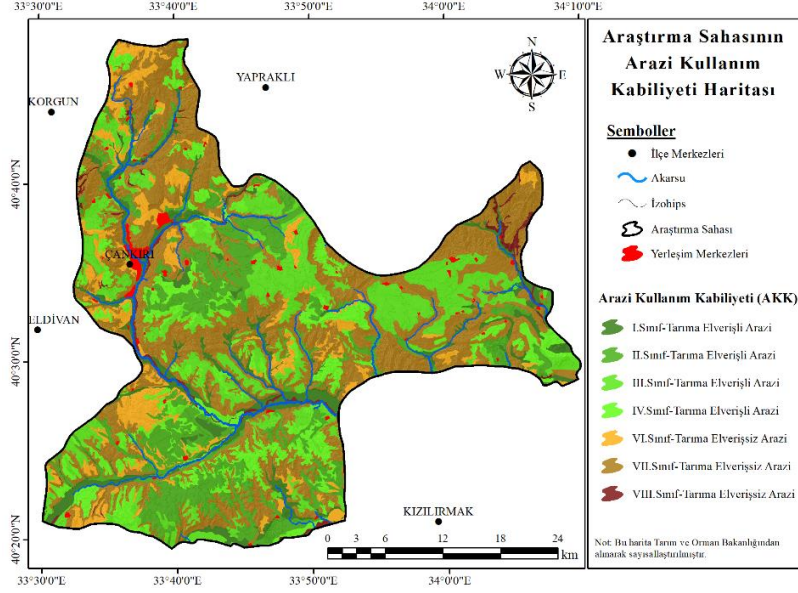 33°30'0"E
33°40'0"E
33°50'0"E
34°0'0"E
34°10'0"E
40°40'0"N
40°30'0"N
40°20'0"N
KORGUN
YAPRAKLI
ÇANKIRI
ELDİVAN
KIZILIRMAK
N
W E
S
0 3 6 12 18 24
km
33°30'0"E
33°40'0"E
33°50'0"E
34°0'0"E
Araştırma Sahasının
Arazi Kullanım
Kabiliyeti Haritası
Semboller
İlçe Merkezleri
Akarsu
İzohips
Araştırma Sahası
Yerleşim Merkezleri
Arazi Kullanım Kabiliyeti (AKK)
I.Sınıf-Tarıma Elverişli Arazi
II.Sınıf-Tarıma Elverişli Arazi
III.Sınıf-Tarıma Elverişli Arazi
IV.Sınıf-Tarıma Elverişli Arazi
VI.Sınıf-Tarıma Elverişsiz Arazi
VII.Sınıf-Tarıma Elverişsiz Arazi
VIII.Sınıf-Tarıma Elverişsiz Arazi
Not: Bu harita Tarım ve Orman Bakanlığından
alınarak sayısallaştırılmıştır.